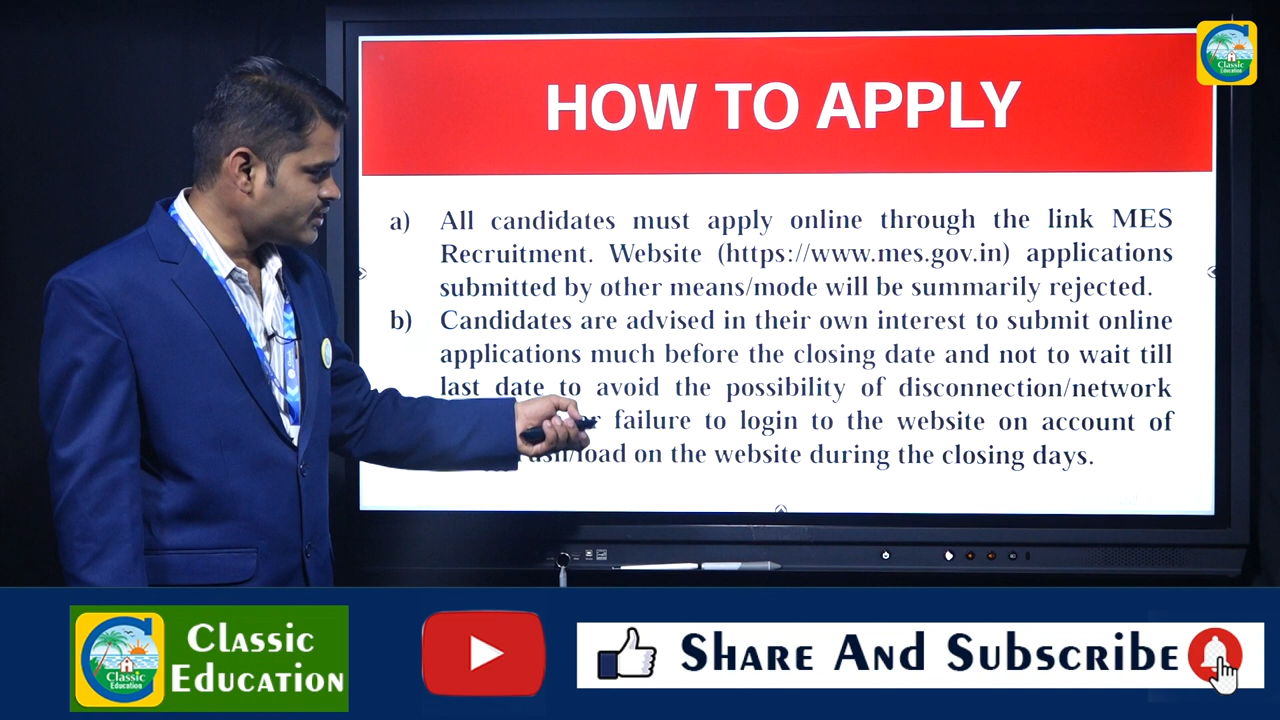 HOW TO APPLY
Classic
Education
a) All candidates must apply online through the link MES
Recruitment. Website (https://www.mes.gov.in) applications
submitted by other means/mode will be summarily rejected.
b) Candidates are advised in their own interest to submit online
applications much before the closing date and not to wait till
last date to avoid the possibility of disconnection/network
failure to login to the website on account of
/load on the website during the closing days.
Classic
Education
Classic
Education
Share And Subscribe